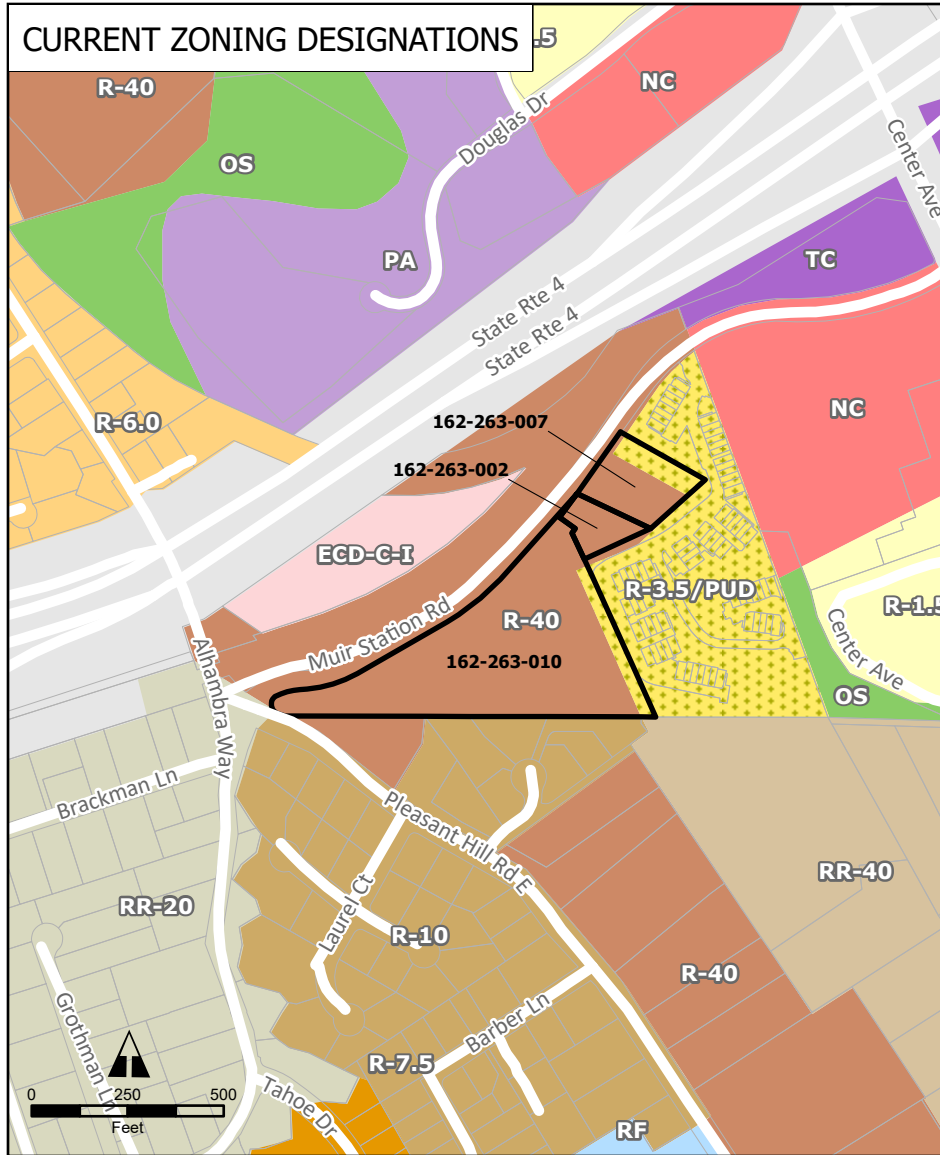 CURRENT ZONING DESIGNATIONS
.5
R-40
NC
Douglas Dr
OS
Center Ave
PA
TC
State Rte 4
State Rte 4
162-263-007
NC
R-6.0
162-263-002
ECD-C-I
R-3.5/PUD
R-1.5
R-40
Muir Station Rd
162-263-010
Center Ave
OS
Alhambra Way
Brackman Ln
Pleasant Hill Rd E
RR-40
RR-20
Laurel Ct
R-10
R-40
Grothman Ln
Barber Ln
R-7.5
0 250 500
Feet
Tahoe Dr
RF